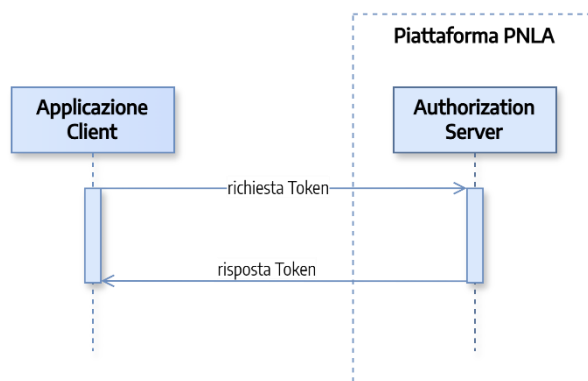 Piattaforma PNLA
Applicazione
Client
Authorization
Server
richiesta Token
risposta Token